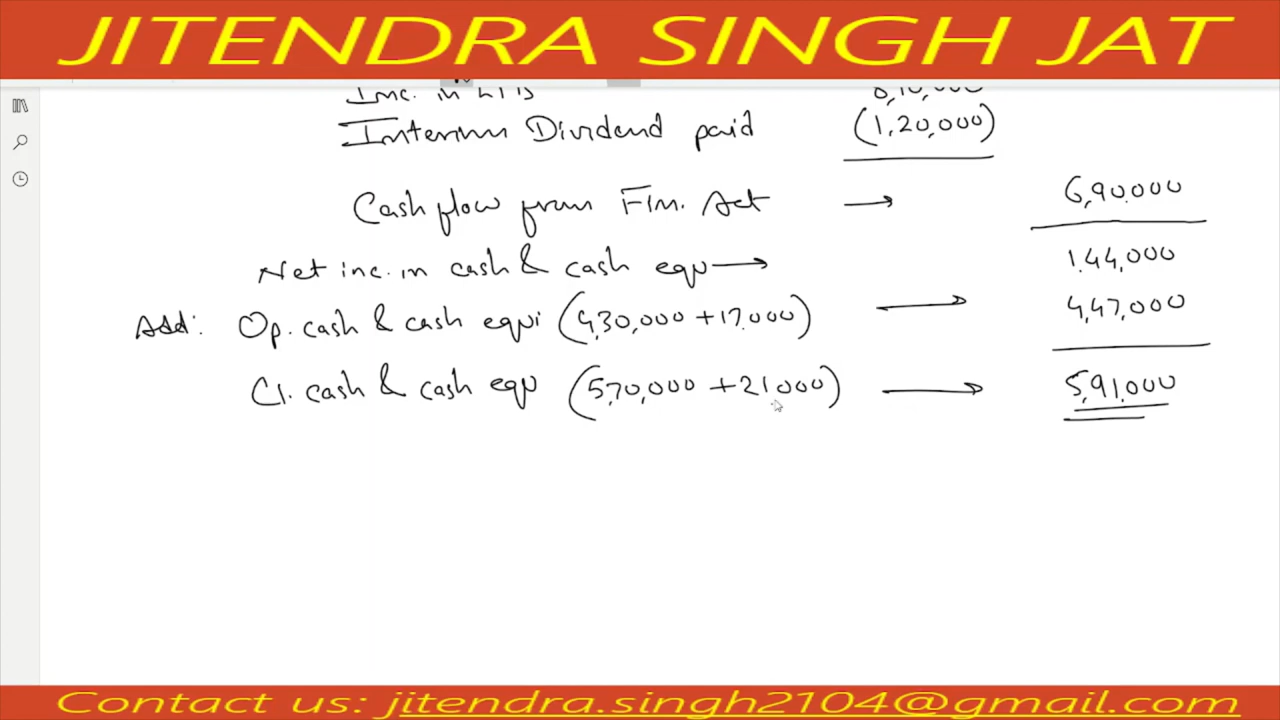 JITENDRA SINGH JAT
Interim Dividend paid (1,20,000)
Cash flow from Fin. Act → 6,90,000
Net inc. in cash & cash equ → 1,44,000
Add: Op. cash & cash equi (4,30,000 + 17,000) → 4,47,000
Cl. cash & cash equ (5,70,000 + 21,000) → 5,91,000
Contact us: jitendra.singh2104@gmail.com